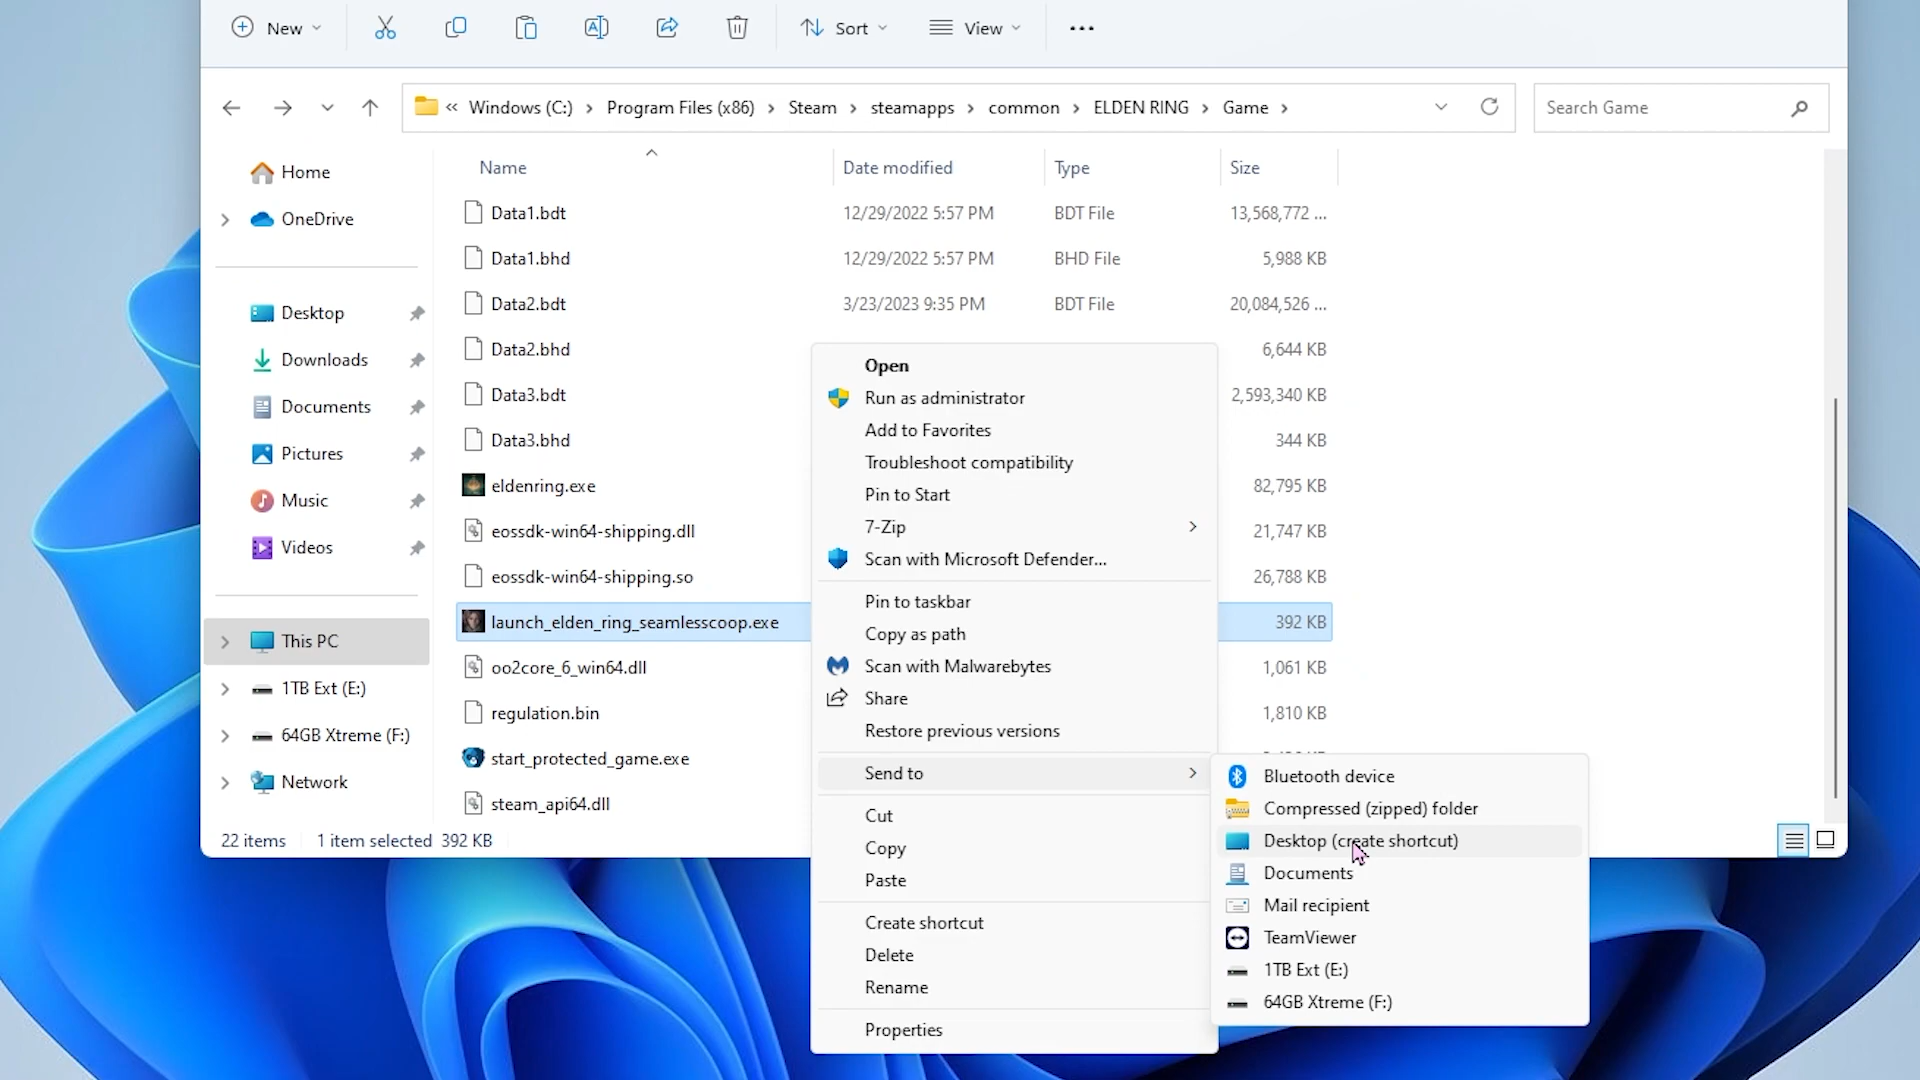 New
Sort
View
« Windows (C:) > Program Files (x86) > Steam > steamapps > common > ELDEN RING > Game >
Search Game
Home
OneDrive
Desktop
Downloads
Documents
Pictures
Music
Videos
This PC
1TB Ext (E:)
64GB Xtreme (F:)
Network
Name Date modified Type Size
Data1.bdt 12/29/2022 5:57 PM BDT File 13,568,772 ...
Data1.bhd 12/29/2022 5:57 PM BHD File 5,988 KB
Data2.bdt 3/23/2023 9:35 PM BDT File 20,084,526 ...
Data2.bhd 6,644 KB
Data3.bdt 2,593,340 KB
Data3.bhd 344 KB
eldenring.exe 82,795 KB
eossdk-win64-shipping.dll 21,747 KB
eossdk-win64-shipping.so 26,788 KB
launch_elden_ring_seamlesscoop.exe 392 KB
oo2core_6_win64.dll 1,061 KB
regulation.bin 1,810 KB
start_protected_game.exe
steam_api64.dll
22 items 1 item selected 392 KB
Open
Run as administrator
Add to Favorites
Troubleshoot compatibility
Pin to Start
7-Zip
Scan with Microsoft Defender...
Pin to taskbar
Copy as path
Scan with Malwarebytes
Share
Restore previous versions
Send to
Cut
Copy
Paste
Create shortcut
Delete
Rename
Properties
Bluetooth device
Compressed (zipped) folder
Desktop (create shortcut)
Documents
Mail recipient
TeamViewer
1TB Ext (E:)
64GB Xtreme (F:)